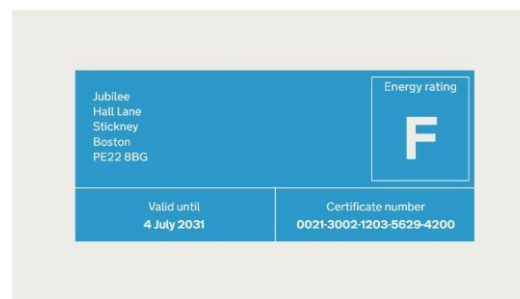 Jubilee
Hall Lane
Stickney
Boston
PE22 8BG
Energy rating
F
Valid until
4 July 2031
Certificate number
0021-3002-1203-5629-4200